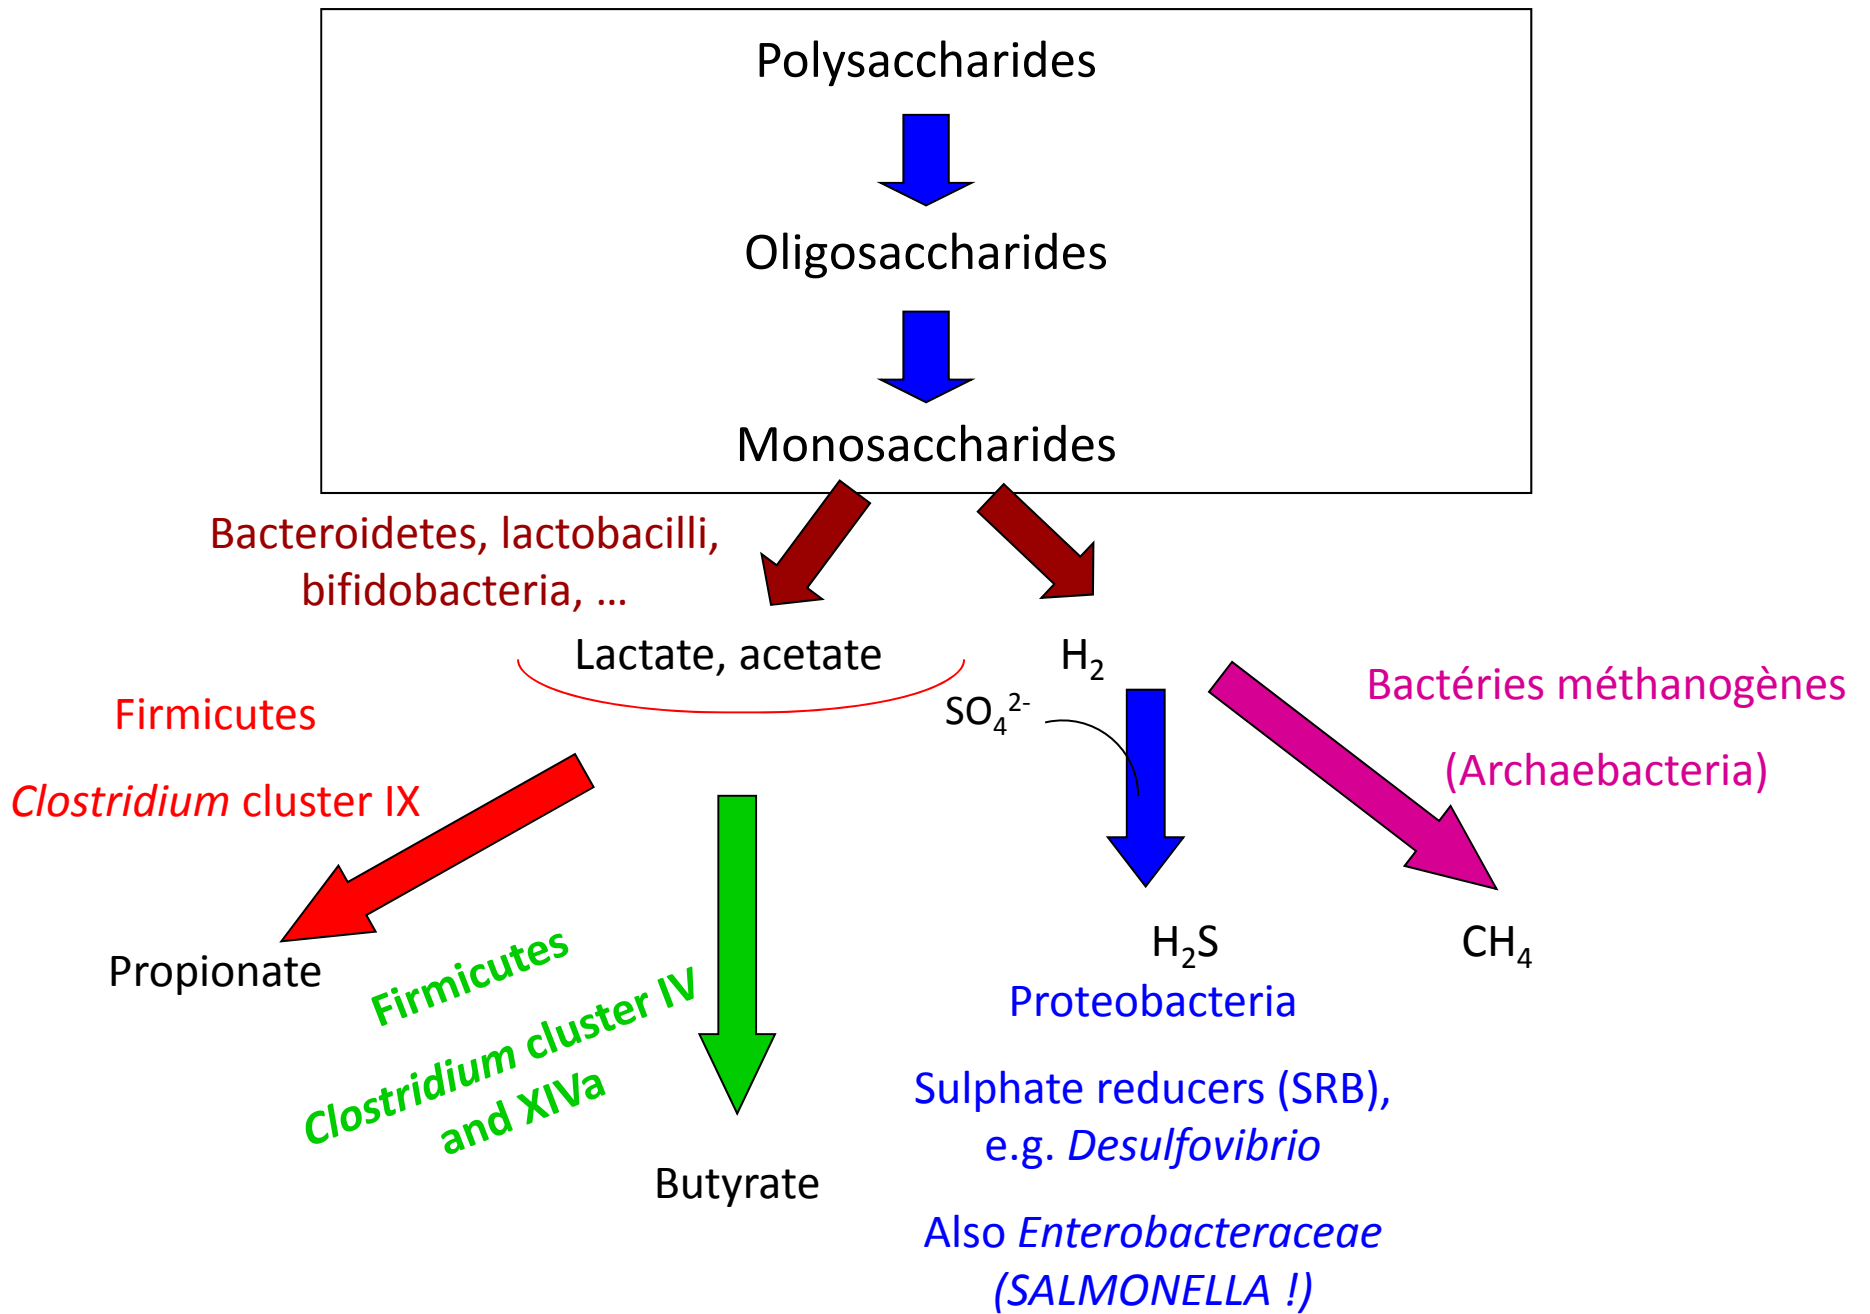 Polysaccharides
Oligosaccharides
Monosaccharides
Bacteroidetes, lactobacilli,
bifidobacteria, ...
Lactate, acetate
H₂
SO₄²⁻
Bactéries méthanogènes
(Archaebacteria)
Firmicutes
Clostridium cluster IX
Propionate
Firmicutes
Clostridium cluster IV
and XIVa
Butyrate
H₂S
CH₄
Proteobacteria
Sulphate reducers (SRB),
e.g. Desulfovibrio
Also Enterobacteraceae
(SALMONELLA !)